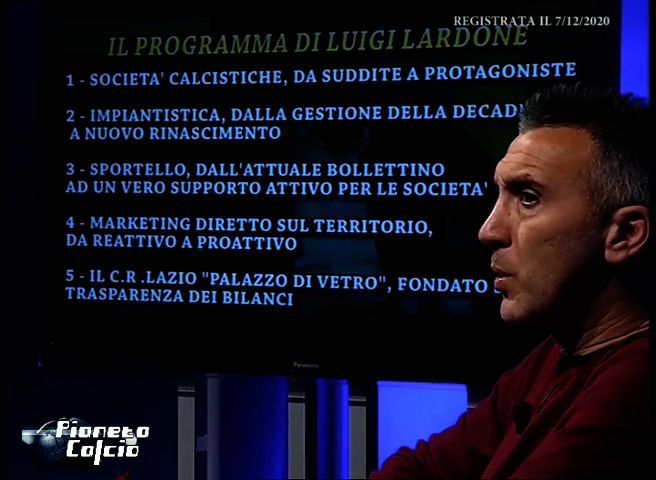 REGISTRATA IL 7/12/2020
IL PROGRAMMA DI LUIGI LARDONE
1 - SOCIETA' CALCISTICHE, DA SUDDITE A PROTAGONISTE
2 - IMPIANTISTICA, DALLA GESTIONE DELLA
A NUOVO RINASCIMENTO
3 - SPORTELLO, DALL'ATTUALE BOLLETTINO
AD UN VERO SUPPORTO ATTIVO PER LE SOCIETA'
4 - MARKETING DIRETTO SUL TERRITORIO,
DA REATTIVO A PROATTIVO
5 - IL C.R .LAZIO "PALAZZO DI VETRO", FONDATO
TRASPARENZA DEI BILANCI
Panasonic
Pianeta
Calcio